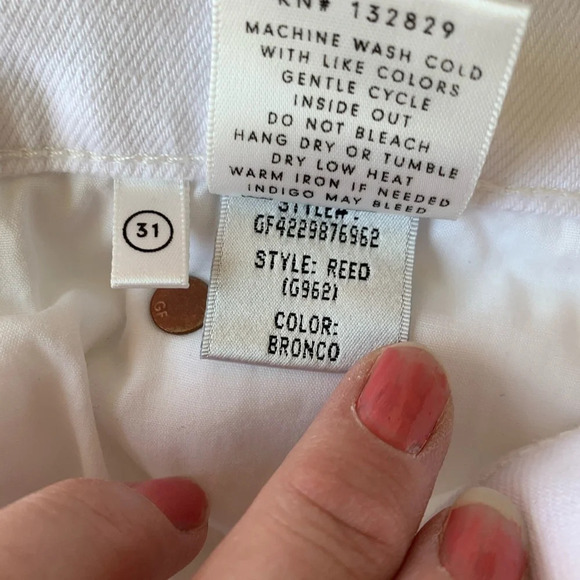 RN# 132829
MACHINE WASH COLD
WITH LIKE COLORS
GENTLE CYCLE
INSIDE OUT
DO NOT BLEACH
HANG DRY OR TUMBLE
DRY LOW HEAT
WARM IRON IF NEEDED
INDIGO MAY BLEED
31
STYLE#:
GF4229876962
STYLE: REED
(G962)
COLOR:
BRONCO
GF